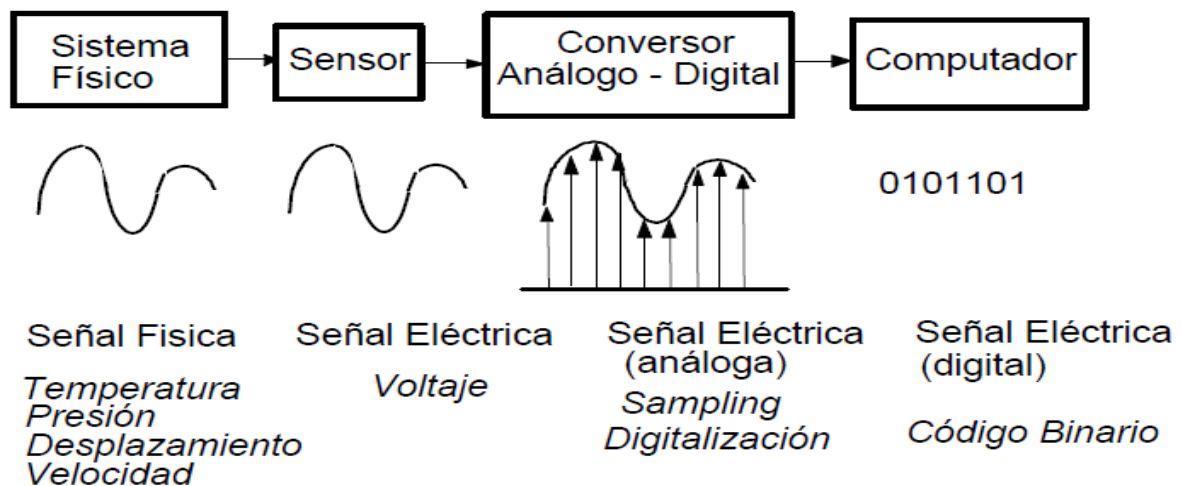 Sistema
Físico
Sensor
Conversor
Análogo - Digital
Computador
0101101
Señal Fisica
Temperatura
Presión
Desplazamiento
Velocidad
Señal Eléctrica
Voltaje
Señal Eléctrica
(análoga)
Sampling
Digitalización
Señal Eléctrica
(digital)
Código Binario